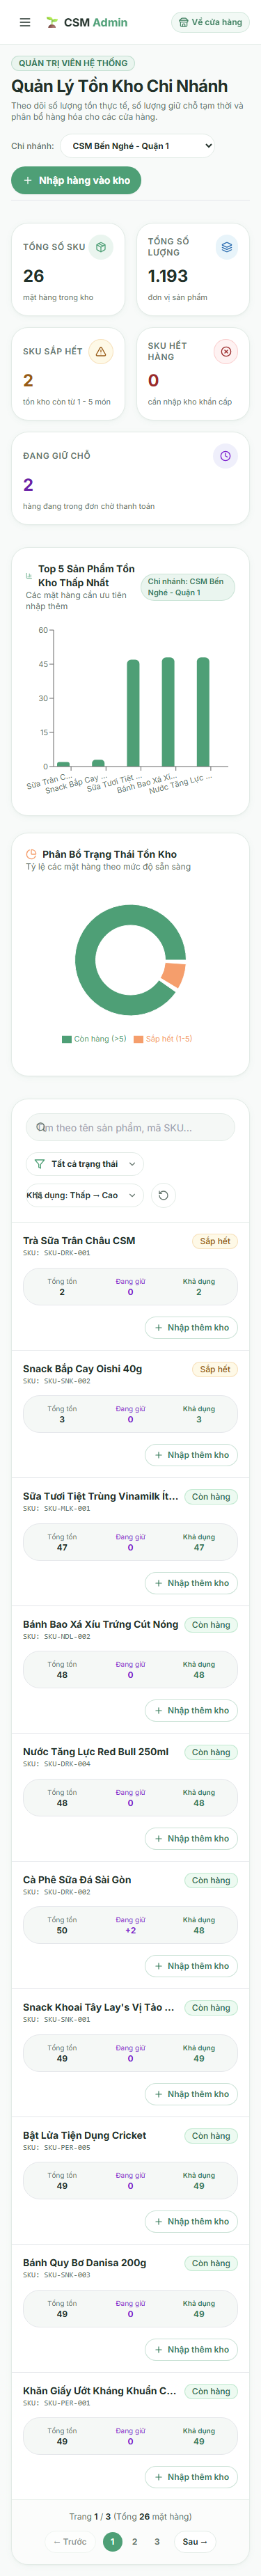 CSM Admin
Về cửa hàng
QUẢN TRỊ VIÊN HỆ THỐNG
Quản Lý Tồn Kho Chi Nhánh
Theo dõi số lượng tồn thực tế, số lượng giữ chỗ tạm thời và
phân bổ hàng hóa cho các cửa hàng.
Chi nhánh:
CSM Bến Nghé - Quận 1
Nhập hàng vào kho
TỔNG SỐ SKU
26
mặt hàng trong kho
TỔNG SỐ
LƯỢNG
1.193
đơn vị sản phẩm
SKU SẮP HẾT
2
tồn kho còn từ 1 - 5 món
SKU HẾT
HÀNG
0
cần nhập kho khẩn cấp
ĐANG GIỮ CHỖ
2
hàng đang trong đơn chờ thanh toán
Top 5 Sản Phẩm Tồn
Kho Thấp Nhất
Các mặt hàng cần ưu tiên
nhập thêm
Chi nhánh: CSM Bến
Nghé - Quận 1
60
45
30
15
0
Sữa Trân C...
Snack Bắp Cay ...
Sữa Tươi Tiệt ...
Bánh Bao Xá Xí...
Nước Tăng Lực ...
Phân Bổ Trạng Thái Tồn Kho
Tỷ lệ các mặt hàng theo mức độ sẵn sàng
Còn hàng (>5)
Sắp hết (1-5)
theo tên sản phẩm, mã SKU...
Tất cả trạng thái
Khả dụng: Thấp → Cao
Trà Sữa Trân Châu CSM
Sắp hết
SKU: SKU-DRK-001
Tổng tồn
Đang giữ
Khả dụng
2
0
2
Nhập thêm kho
Snack Bắp Cay Oishi 40g
Sắp hết
SKU: SKU-SNK-002
Tổng tồn
Đang giữ
Khả dụng
3
0
3
Nhập thêm kho
Sữa Tươi Tiệt Trùng Vinamilk Ít...
Còn hàng
SKU: SKU-MLK-001
Tổng tồn
Đang giữ
Khả dụng
47
0
47
Nhập thêm kho
Bánh Bao Xá Xíu Trứng Cút Nóng
Còn hàng
SKU: SKU-NDL-002
Tổng tồn
Đang giữ
Khả dụng
48
0
48
Nhập thêm kho
Nước Tăng Lực Red Bull 250ml
Còn hàng
SKU: SKU-DRK-004
Tổng tồn
Đang giữ
Khả dụng
48
0
48
Nhập thêm kho
Cà Phê Sữa Đá Sài Gòn
Còn hàng
SKU: SKU-DRK-002
Tổng tồn
Đang giữ
Khả dụng
50
+2
48
Nhập thêm kho
Snack Khoai Tây Lay's Vị Tảo ...
Còn hàng
SKU: SKU-SNK-001
Tổng tồn
Đang giữ
Khả dụng
49
0
49
Nhập thêm kho
Bật Lửa Tiện Dụng Cricket
Còn hàng
SKU: SKU-PER-005
Tổng tồn
Đang giữ
Khả dụng
49
0
49
Nhập thêm kho
Bánh Quy Bơ Danisa 200g
Còn hàng
SKU: SKU-SNK-003
Tổng tồn
Đang giữ
Khả dụng
49
0
49
Nhập thêm kho
Khăn Giấy Ướt Kháng Khuẩn C...
Còn hàng
SKU: SKU-PER-001
Tổng tồn
Đang giữ
Khả dụng
49
0
49
Nhập thêm kho
Trang 1 / 3 (Tổng 26 mặt hàng)
← Trước
1
2
3
Sau →